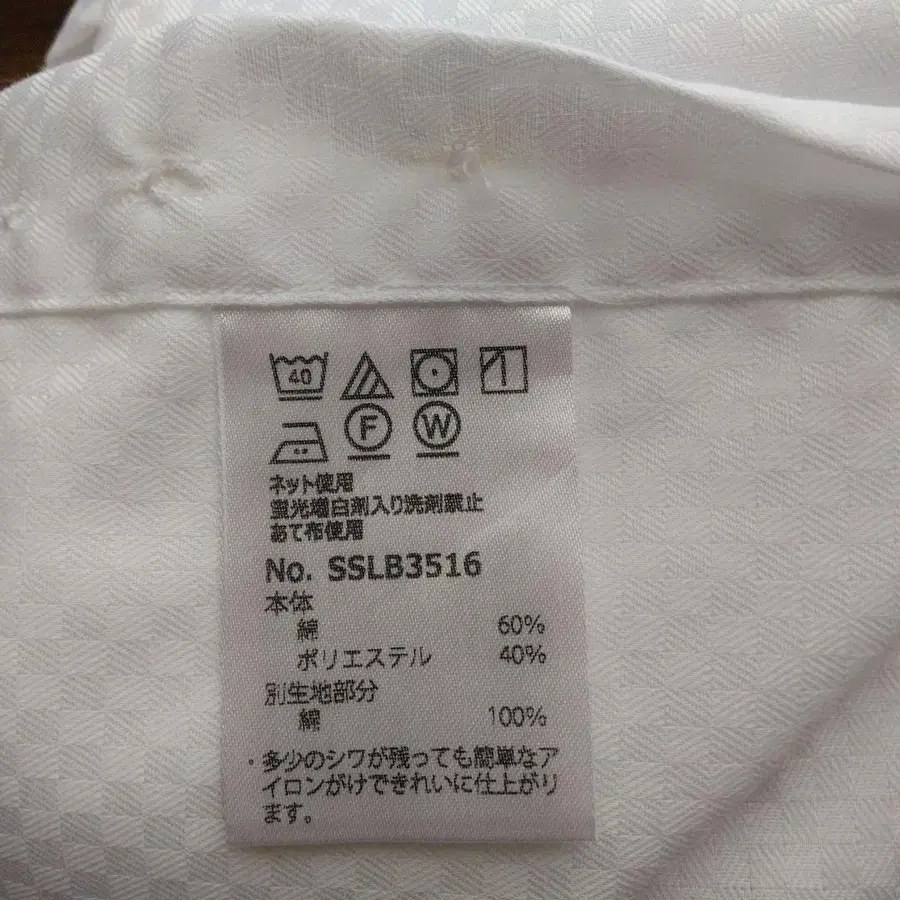 40
F W
ネット使用
蛍光増白剤入り洗剤禁止
あて布使用
No. SSLB3516
本体
綿 60%
ポリエステル 40%
別生地部分
綿 100%
・多少のシワが残っても簡単なア
イロンがけできれいに仕上がり
ます。